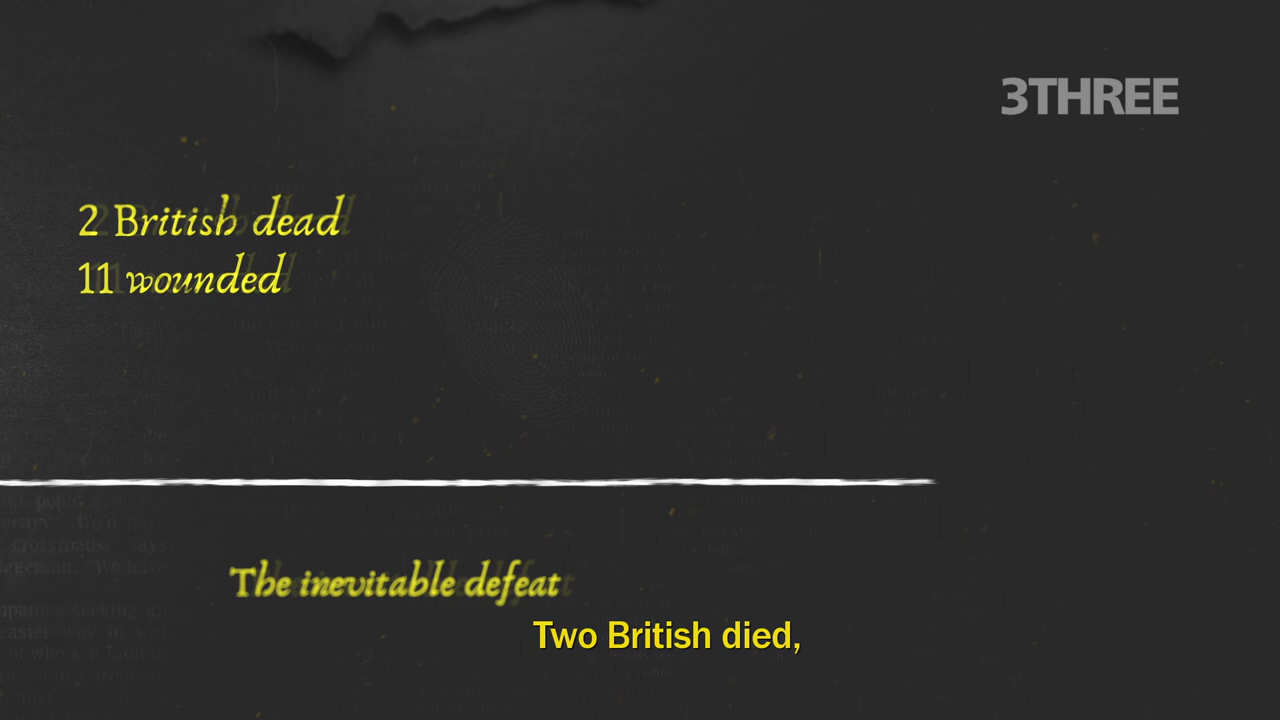 3THREE
2 British dead
11 wounded
The inevitable defeat
Two British died,